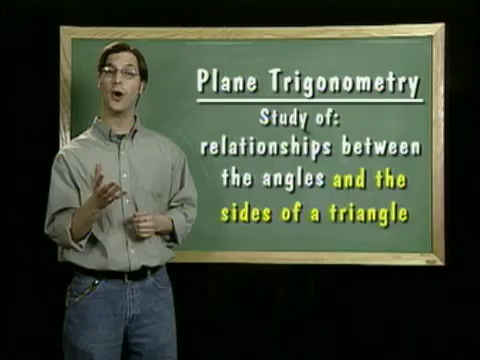 Plane Trigonometry
Study of:
relationships between
the angles and the
sides of a triangle